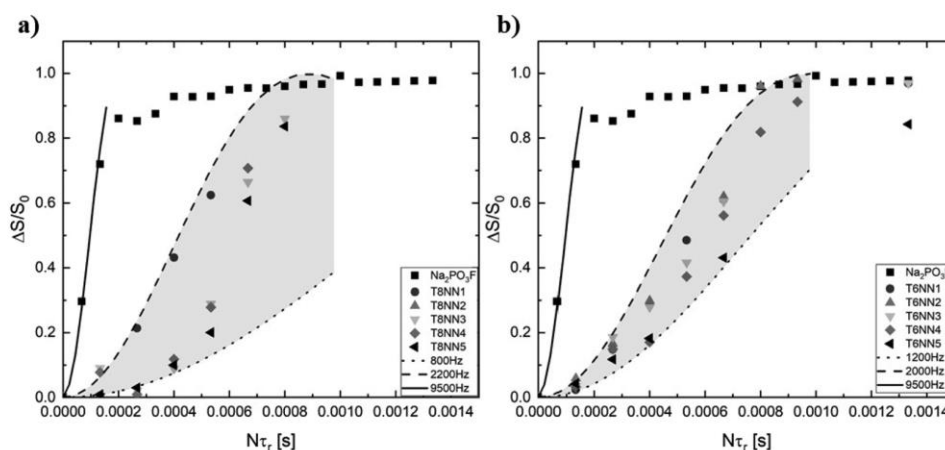 a)
ΔS/S₀
1.0
0.8
0.6
0.4
0.2
0.0
0.0000 0.0002 0.0004 0.0006 0.0008 0.0010 0.0012 0.0014
Nτᵣ [s]
Na₂PO₃F
T8NN1
T8NN2
T8NN3
T8NN4
T8NN5
800Hz
2200Hz
9500Hz
b)
ΔS/S₀
1.0
0.8
0.6
0.4
0.2
0.0
0.0000 0.0002 0.0004 0.0006 0.0008 0.0010 0.0012 0.0014
Nτᵣ [s]
Na₂PO₃
T6NN1
T6NN2
T6NN3
T6NN4
T6NN5
1200Hz
2000Hz
9500Hz